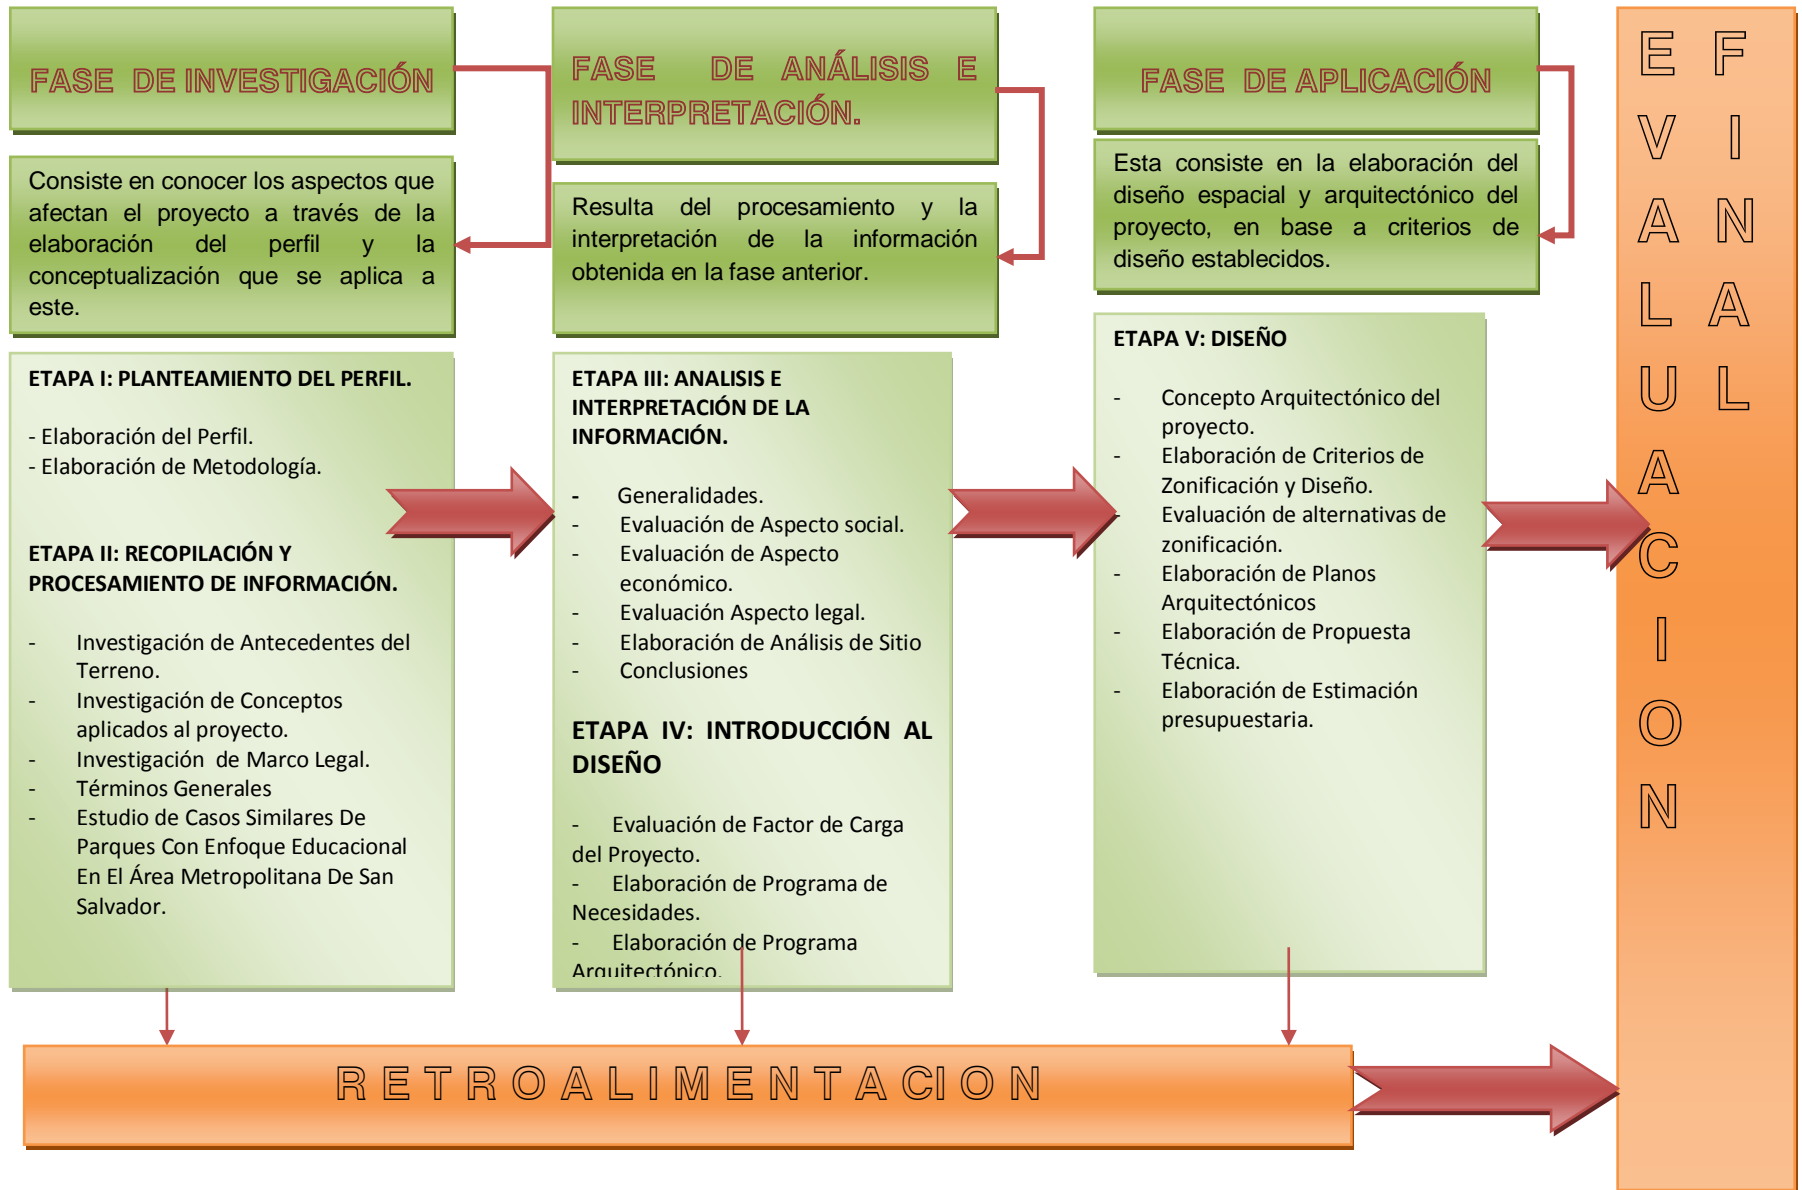 FASE DE INVESTIGACIÓN
Consiste en conocer los aspectos que
afectan el proyecto a través de la
elaboración del perfil y la
conceptualización que se aplica a
este.
ETAPA I: PLANTEAMIENTO DEL PERFIL.
- Elaboración del Perfil.
- Elaboración de Metodología.
ETAPA II: RECOPILACIÓN Y
PROCESAMIENTO DE INFORMACIÓN.
- Investigación de Antecedentes del
Terreno.
- Investigación de Conceptos
aplicados al proyecto.
- Investigación de Marco Legal.
- Términos Generales
- Estudio de Casos Similares De
Parques Con Enfoque Educacional
En El Área Metropolitana De San
Salvador.
FASE DE ANÁLISIS E
INTERPRETACIÓN.
Resulta del procesamiento y la
interpretación de la información
obtenida en la fase anterior.
ETAPA III: ANALISIS E
INTERPRETACIÓN DE LA
INFORMACIÓN.
- Generalidades.
- Evaluación de Aspecto social.
- Evaluación de Aspecto
económico.
- Evaluación Aspecto legal.
- Elaboración de Análisis de Sitio
- Conclusiones
ETAPA IV: INTRODUCCIÓN AL
DISEÑO
- Evaluación de Factor de Carga
del Proyecto.
- Elaboración de Programa de
Necesidades.
- Elaboración de Programa
Arquitectónico.
FASE DE APLICACIÓN
Esta consiste en la elaboración del
diseño espacial y arquitectónico del
proyecto, en base a criterios de
diseño establecidos.
ETAPA V: DISEÑO
- Concepto Arquitectónico del
proyecto.
- Elaboración de Criterios de
Zonificación y Diseño.
- Evaluación de alternativas de
zonificación.
- Elaboración de Planos
Arquitectónicos
- Elaboración de Propuesta
Técnica.
- Elaboración de Estimación
presupuestaria.
EVALUACION
FINAL
RETROALIMENTACION